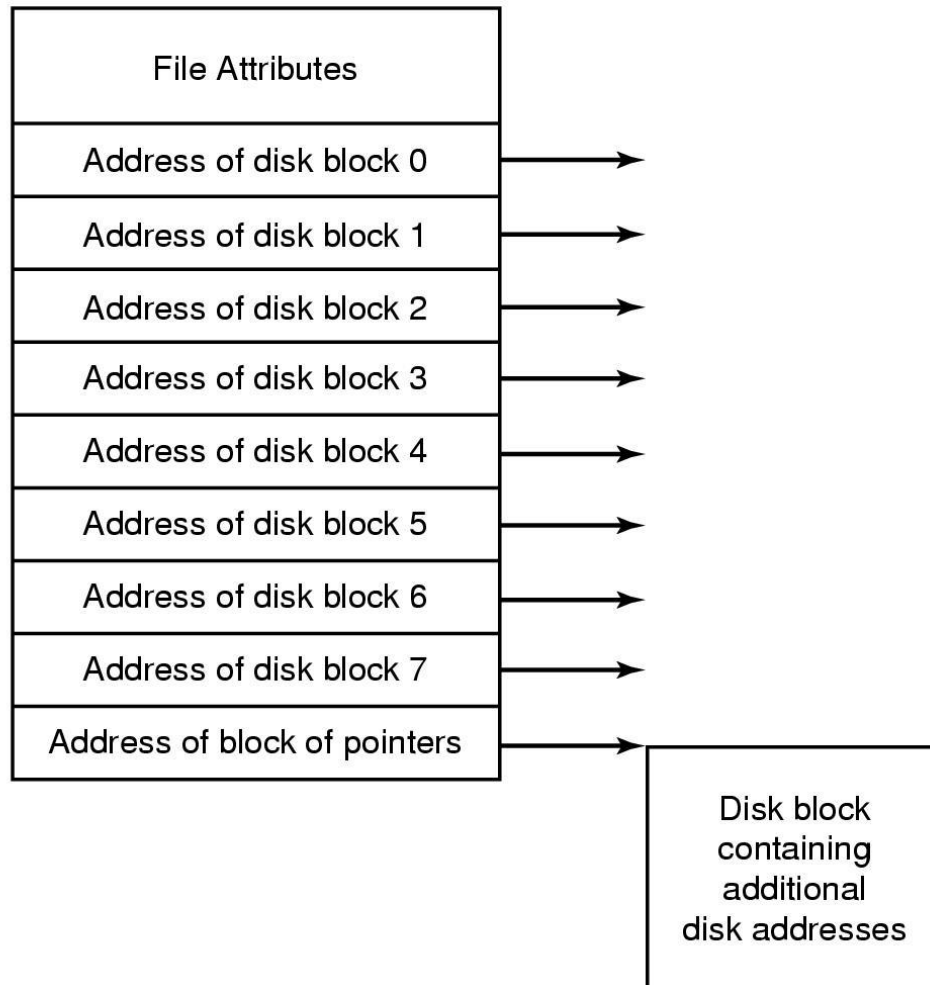 File Attributes
Address of disk block 0
Address of disk block 1
Address of disk block 2
Address of disk block 3
Address of disk block 4
Address of disk block 5
Address of disk block 6
Address of disk block 7
Address of block of pointers
Disk block
containing
additional
disk addresses